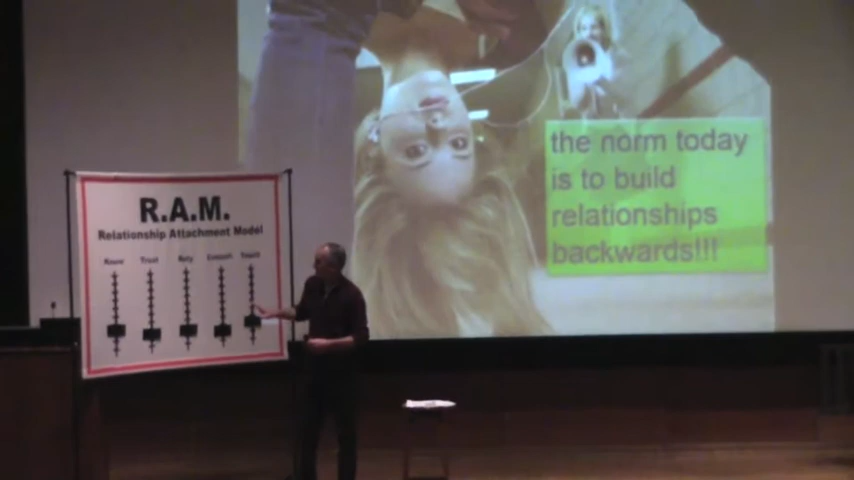 R.A.M.
Relationship Attachment Model
Know Trust Rely Commit Touch
the norm today
is to build
relationships
backwards!!!